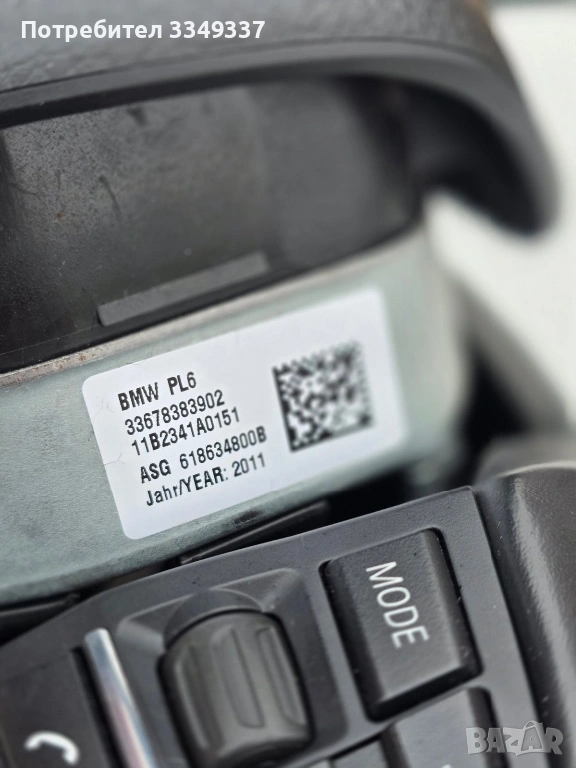 Потребител 3349337
BMW PL6
33678383902
11B2341A0151
ASG 618634800B
Jahr/YEAR: 2011
MODE
BAZAR